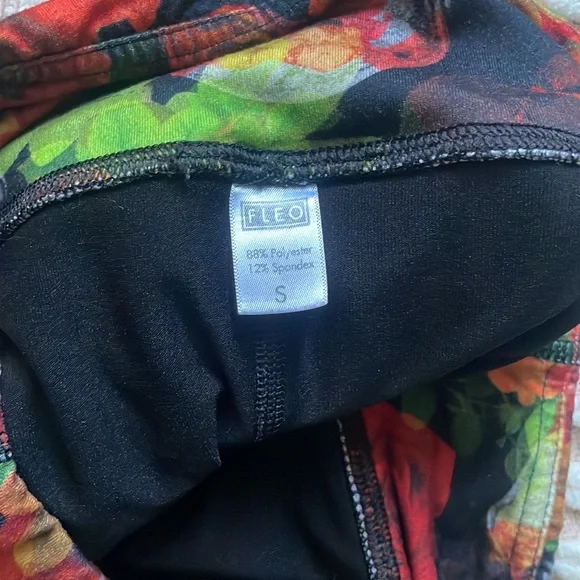 FLEO
88% Polyester
12% Spandex
S